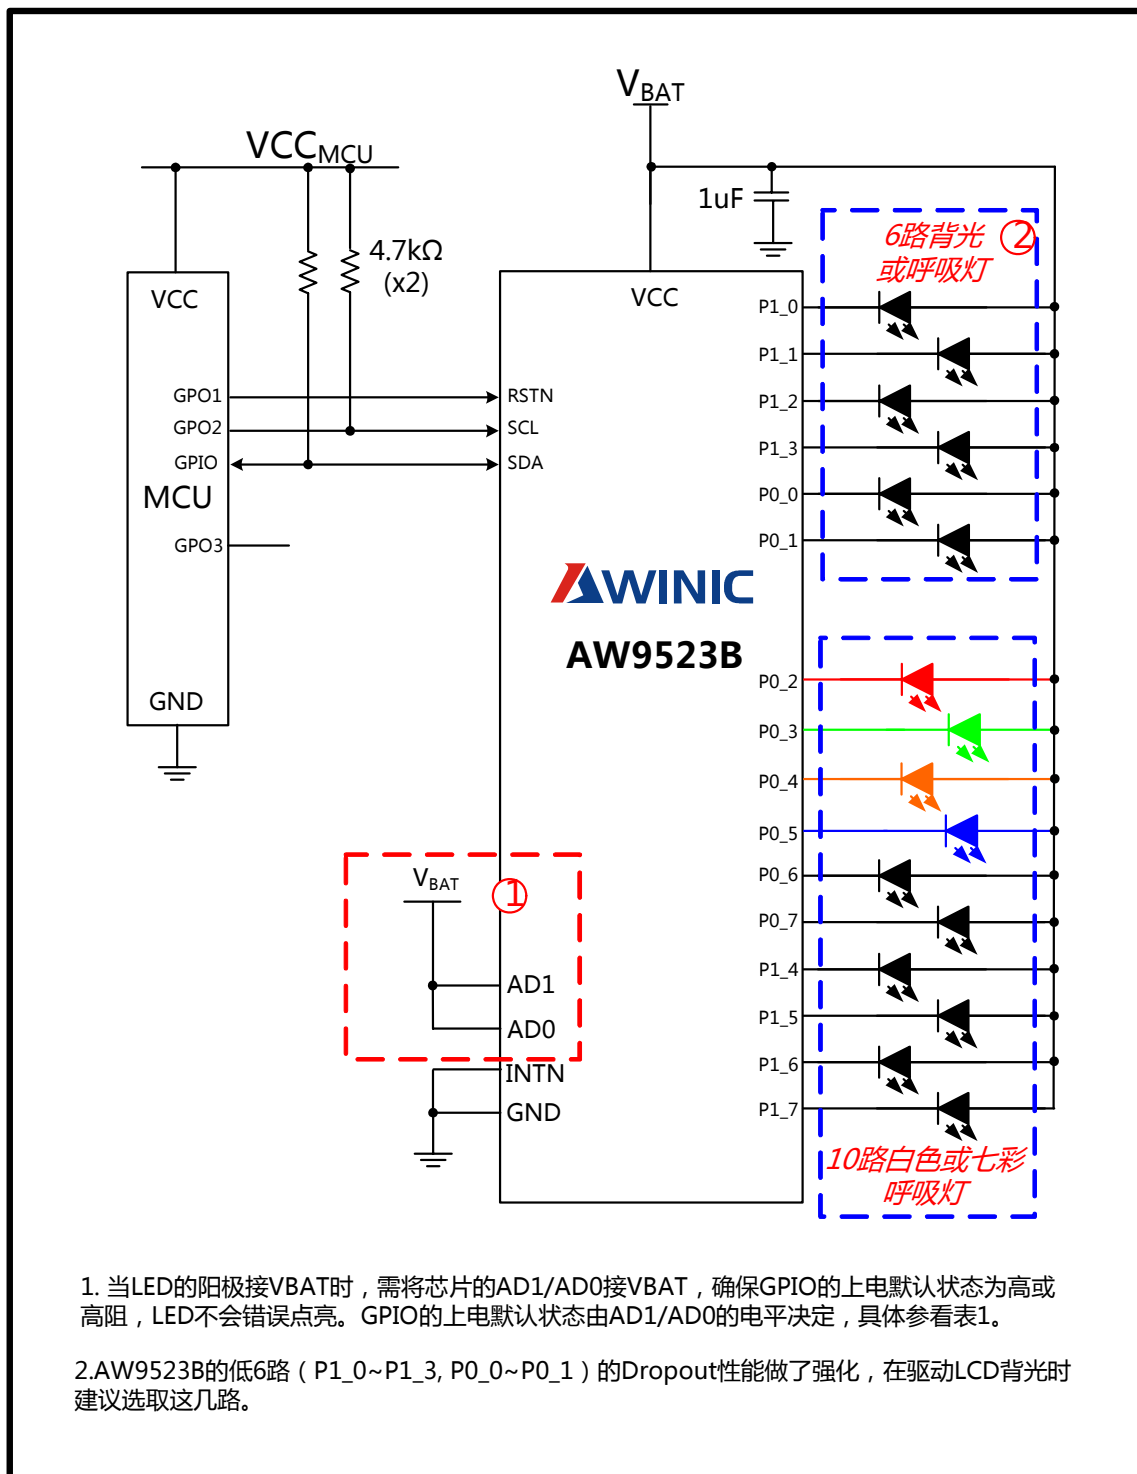 V_BAT
VCC_MCU
1uF
4.7kΩ
(x2)
6路背光
②
或呼吸灯
VCC
VCC
P1_0
P1_1
P1_2
P1_3
P0_0
P0_1
GPO1
RSTN
GPO2
SCL
GPIO
SDA
MCU
GPO3
AWINIC
AW9523B
GND
P0_2
P0_3
P0_4
P0_5
P0_6
P0_7
P1_4
P1_5
P1_6
P1_7
V_BAT
①
AD1
AD0
INTN
GND
10路白色或七彩
呼吸灯
1. 当LED的阳极接VBAT时，需将芯片的AD1/AD0接VBAT，确保GPIO的上电默认状态为高或
高阻，LED不会错误点亮。GPIO的上电默认状态由AD1/AD0的电平决定，具体参看表1。
2.AW9523B的低6路（P1_0~P1_3, P0_0~P0_1）的Dropout性能做了强化，在驱动LCD背光时
建议选取这几路。